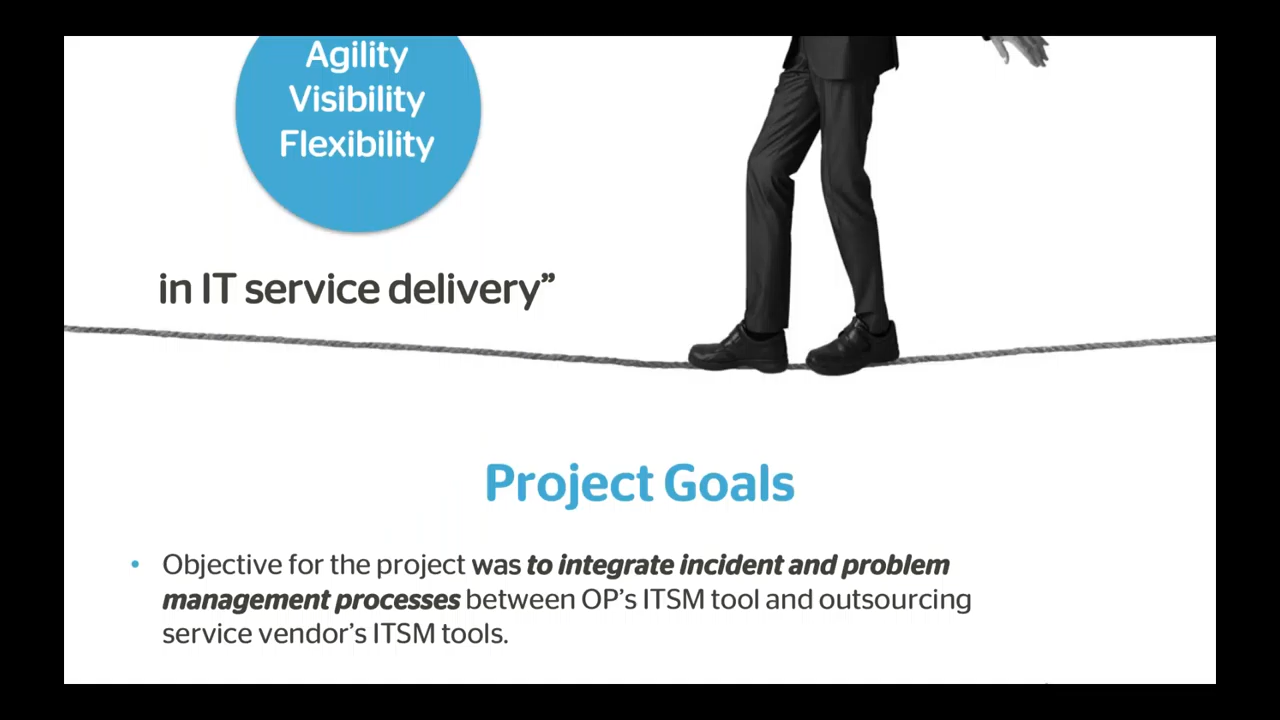 Agility
Visibility
Flexibility
in IT service delivery”
Project Goals
• Objective for the project was to integrate incident and problem
management processes between OP’s ITSM tool and outsourcing
service vendor’s ITSM tools.